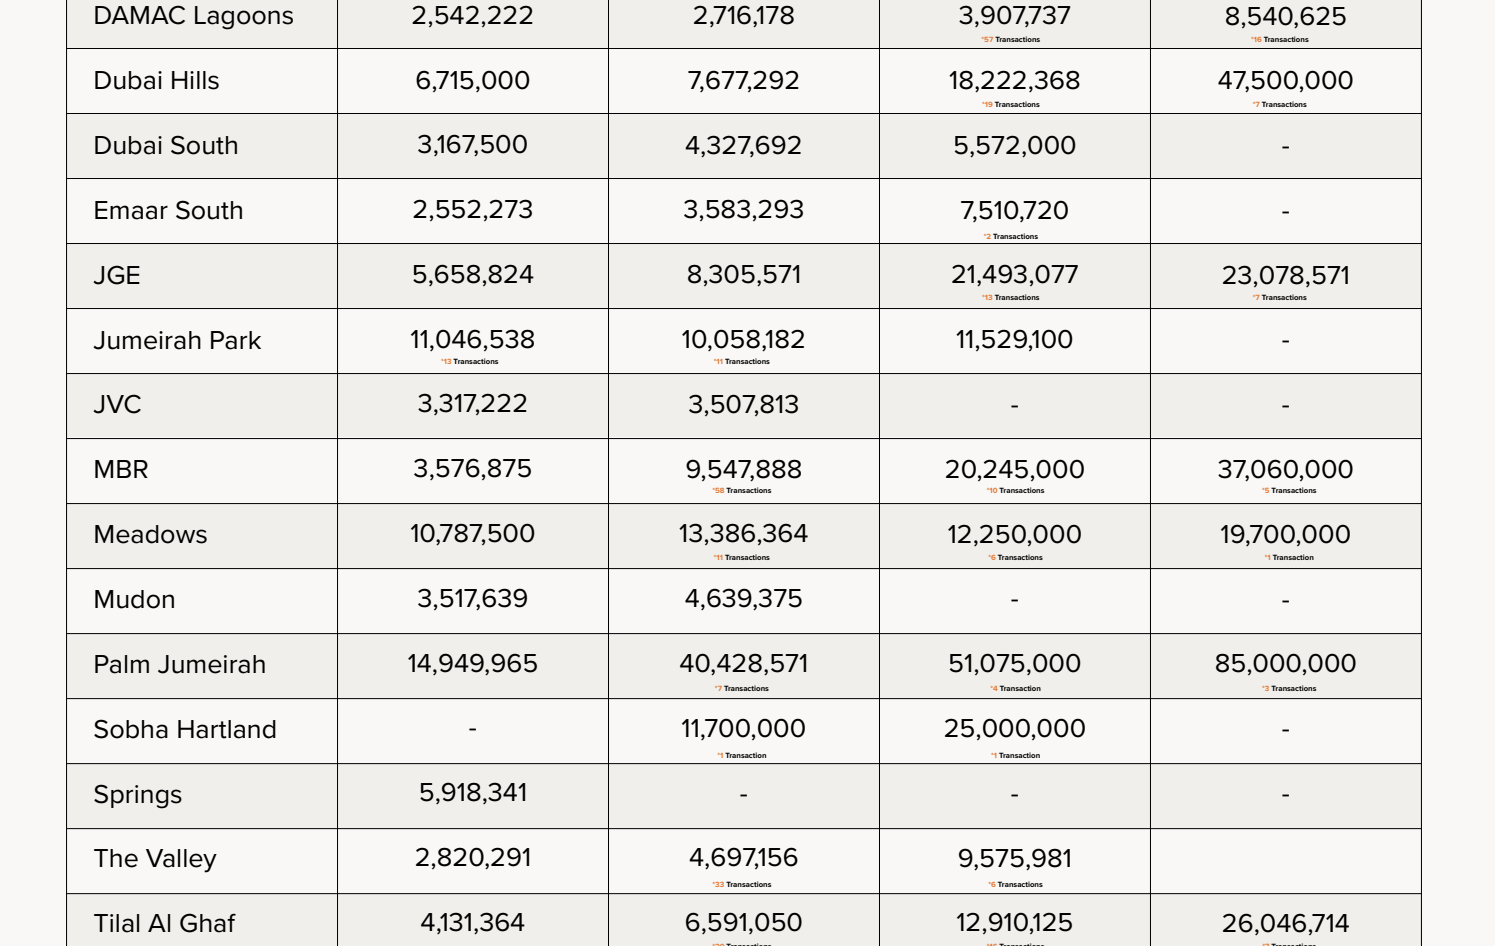 DAMAC Lagoons 2,542,222 2,716,178 3,907,737 8,540,625
*57 Transactions *16 Transactions
Dubai Hills 6,715,000 7,677,292 18,222,368 47,500,000
*19 Transactions *7 Transactions
Dubai South 3,167,500 4,327,692 5,572,000 -
Emaar South 2,552,273 3,583,293 7,510,720 -
*2 Transactions
JGE 5,658,824 8,305,571 21,493,077 23,078,571
*13 Transactions *7 Transactions
Jumeirah Park 11,046,538 10,058,182 11,529,100 -
*13 Transactions *11 Transactions
JVC 3,317,222 3,507,813 - -
MBR 3,576,875 9,547,888 20,245,000 37,060,000
*58 Transactions *10 Transactions *5 Transactions
Meadows 10,787,500 13,386,364 12,250,000 19,700,000
*11 Transactions *6 Transactions *1 Transaction
Mudon 3,517,639 4,639,375 - -
Palm Jumeirah 14,949,965 40,428,571 51,075,000 85,000,000
*7 Transactions *4 Transaction *3 Transactions
Sobha Hartland - 11,700,000 25,000,000 -
*1 Transaction *1 Transaction
Springs 5,918,341 - - -
The Valley 2,820,291 4,697,156 9,575,981
*33 Transactions *6 Transactions
Tilal Al Ghaf 4,131,364 6,591,050 12,910,125 26,046,714